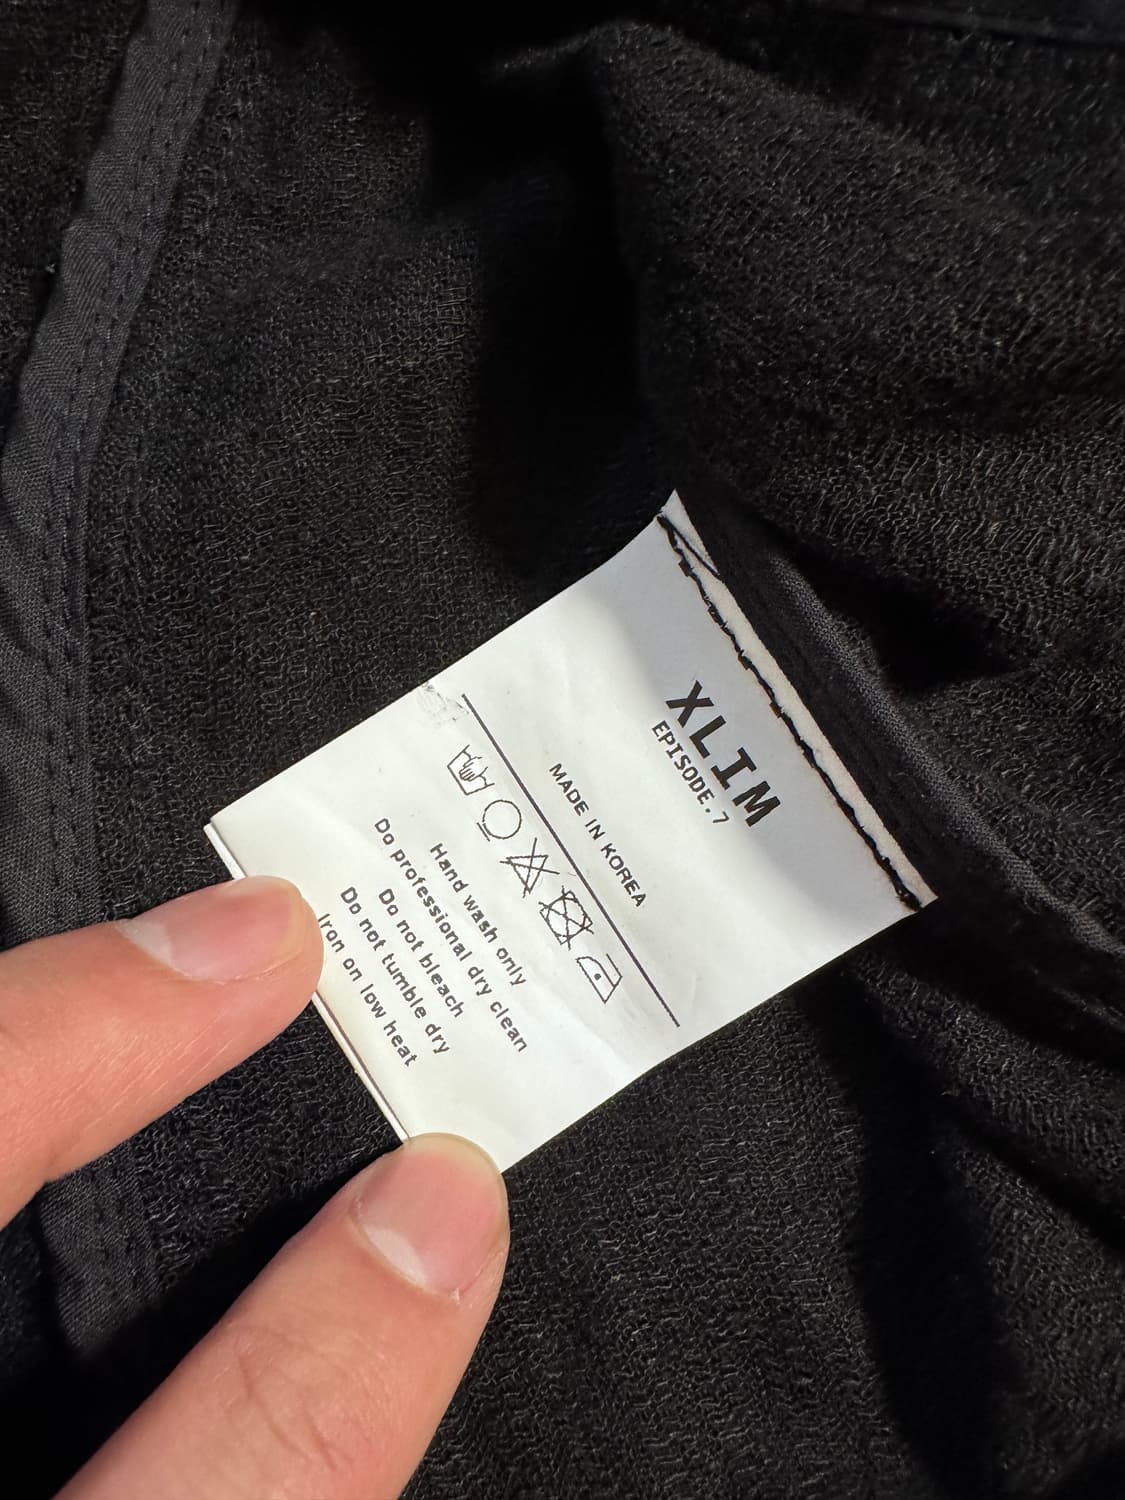 XLIM
EPISODE.7
MADE IN KOREA
Hand wash only
Do professional dry clean
Do not bleach
Do not tumble dry
Iron on low heat